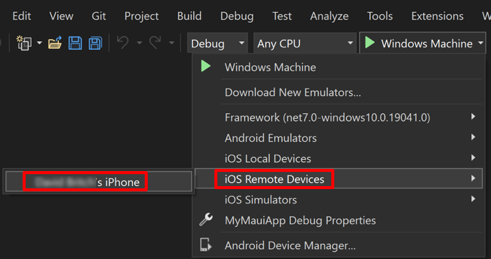 Edit View Git Project Build Debug Test Analyze Tools Extensions
Debug Any CPU Windows Machine
Windows Machine
Download New Emulators...
Framework (net7.0-windows10.0.19041.0)
Android Emulators
iOS Local Devices
's iPhone
iOS Remote Devices
iOS Simulators
MyMauiApp Debug Properties
Android Device Manager...